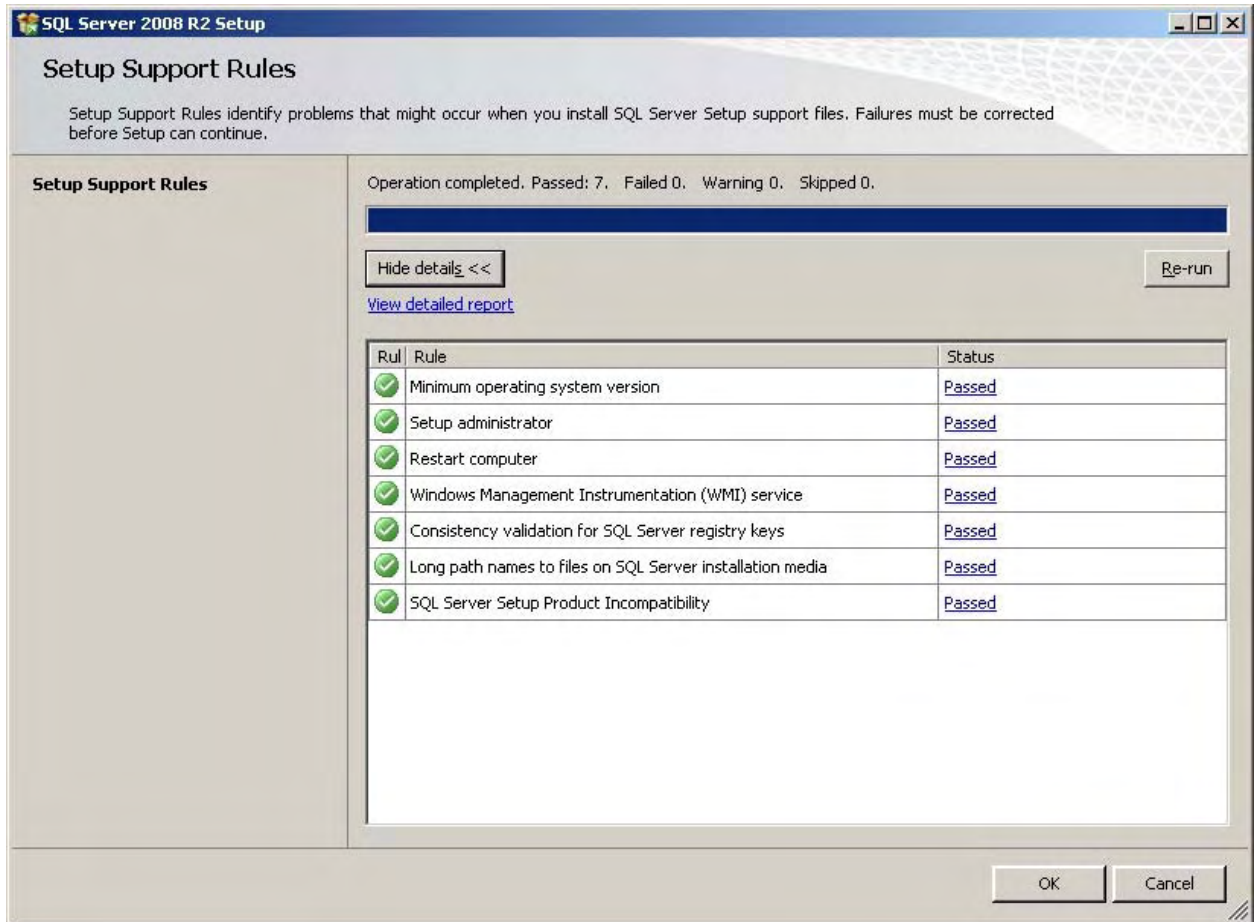 SQL Server 2008 R2 Setup
Setup Support Rules
Setup Support Rules identify problems that might occur when you install SQL Server Setup support files. Failures must be corrected
before Setup can continue.
Setup Support Rules
Operation completed. Passed: 7. Failed 0. Warning 0. Skipped 0.
Hide details <<
Re-run
View detailed report
Rul Rule Status
Minimum operating system version Passed
Setup administrator Passed
Restart computer Passed
Windows Management Instrumentation (WMI) service Passed
Consistency validation for SQL Server registry keys Passed
Long path names to files on SQL Server installation media Passed
SQL Server Setup Product Incompatibility Passed
OK Cancel